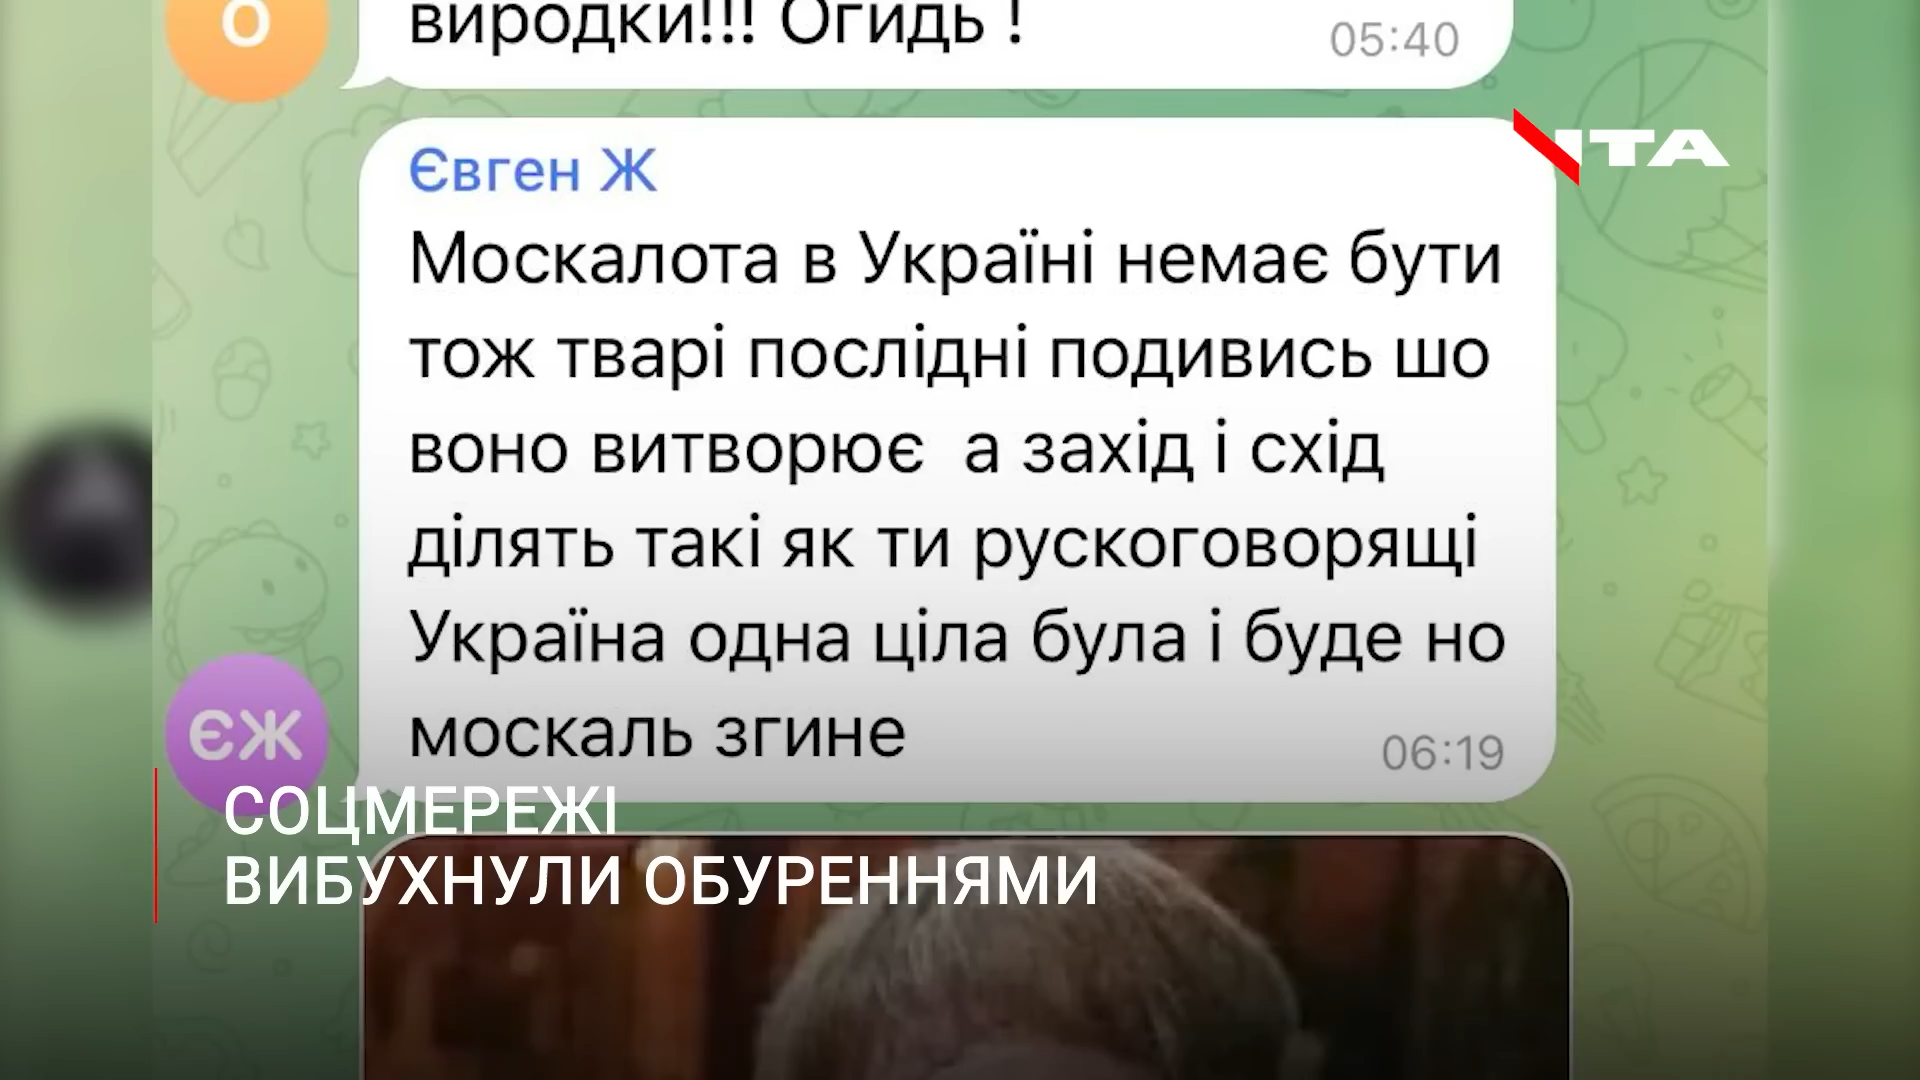 О
виродки!!! Огидь !
05:40
ІТА
Євген Ж
Москалота в Україні немає бути
тож тварі послідні подивись шо
воно витворює а захід і схід
ділять такі як ти рускоговорящі
Україна одна ціла була і буде но
москаль згине
06:19
ЄЖ
СОЦМЕРЕЖІ
ВИБУХНУЛИ ОБУРЕННЯМИ